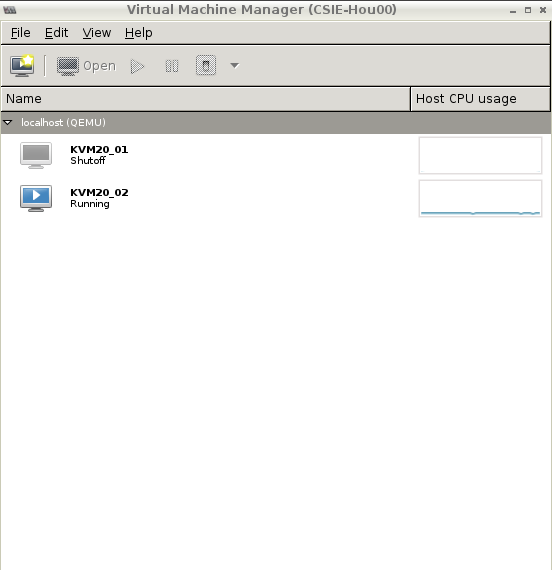 Virtual Machine Manager (CSIE-Hou00)
File Edit View Help
Open
Name Host CPU usage
localhost (QEMU)
KVM20_01
Shutoff
KVM20_02
Running